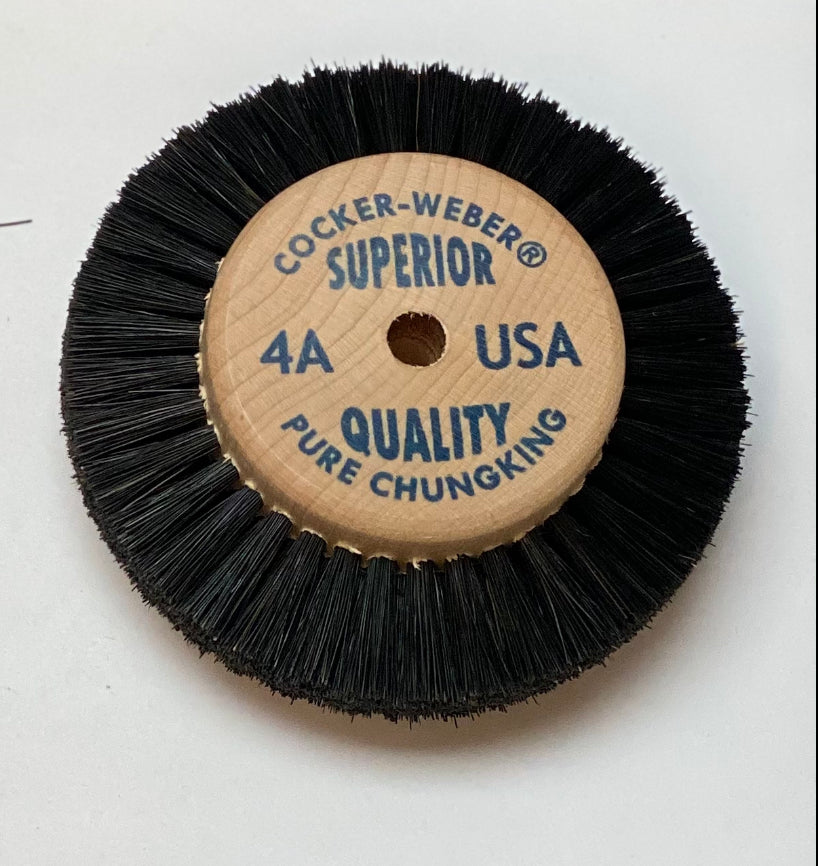 COCKER-WEBER®
SUPERIOR
4A USA
QUALITY
PURE CHUNGKING